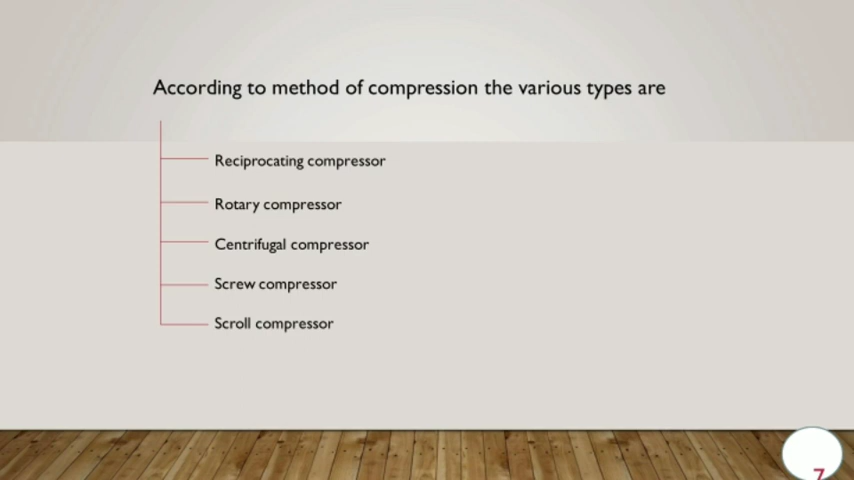 According to method of compression the various types are
Reciprocating compressor
Rotary compressor
Centrifugal compressor
Screw compressor
Scroll compressor
7